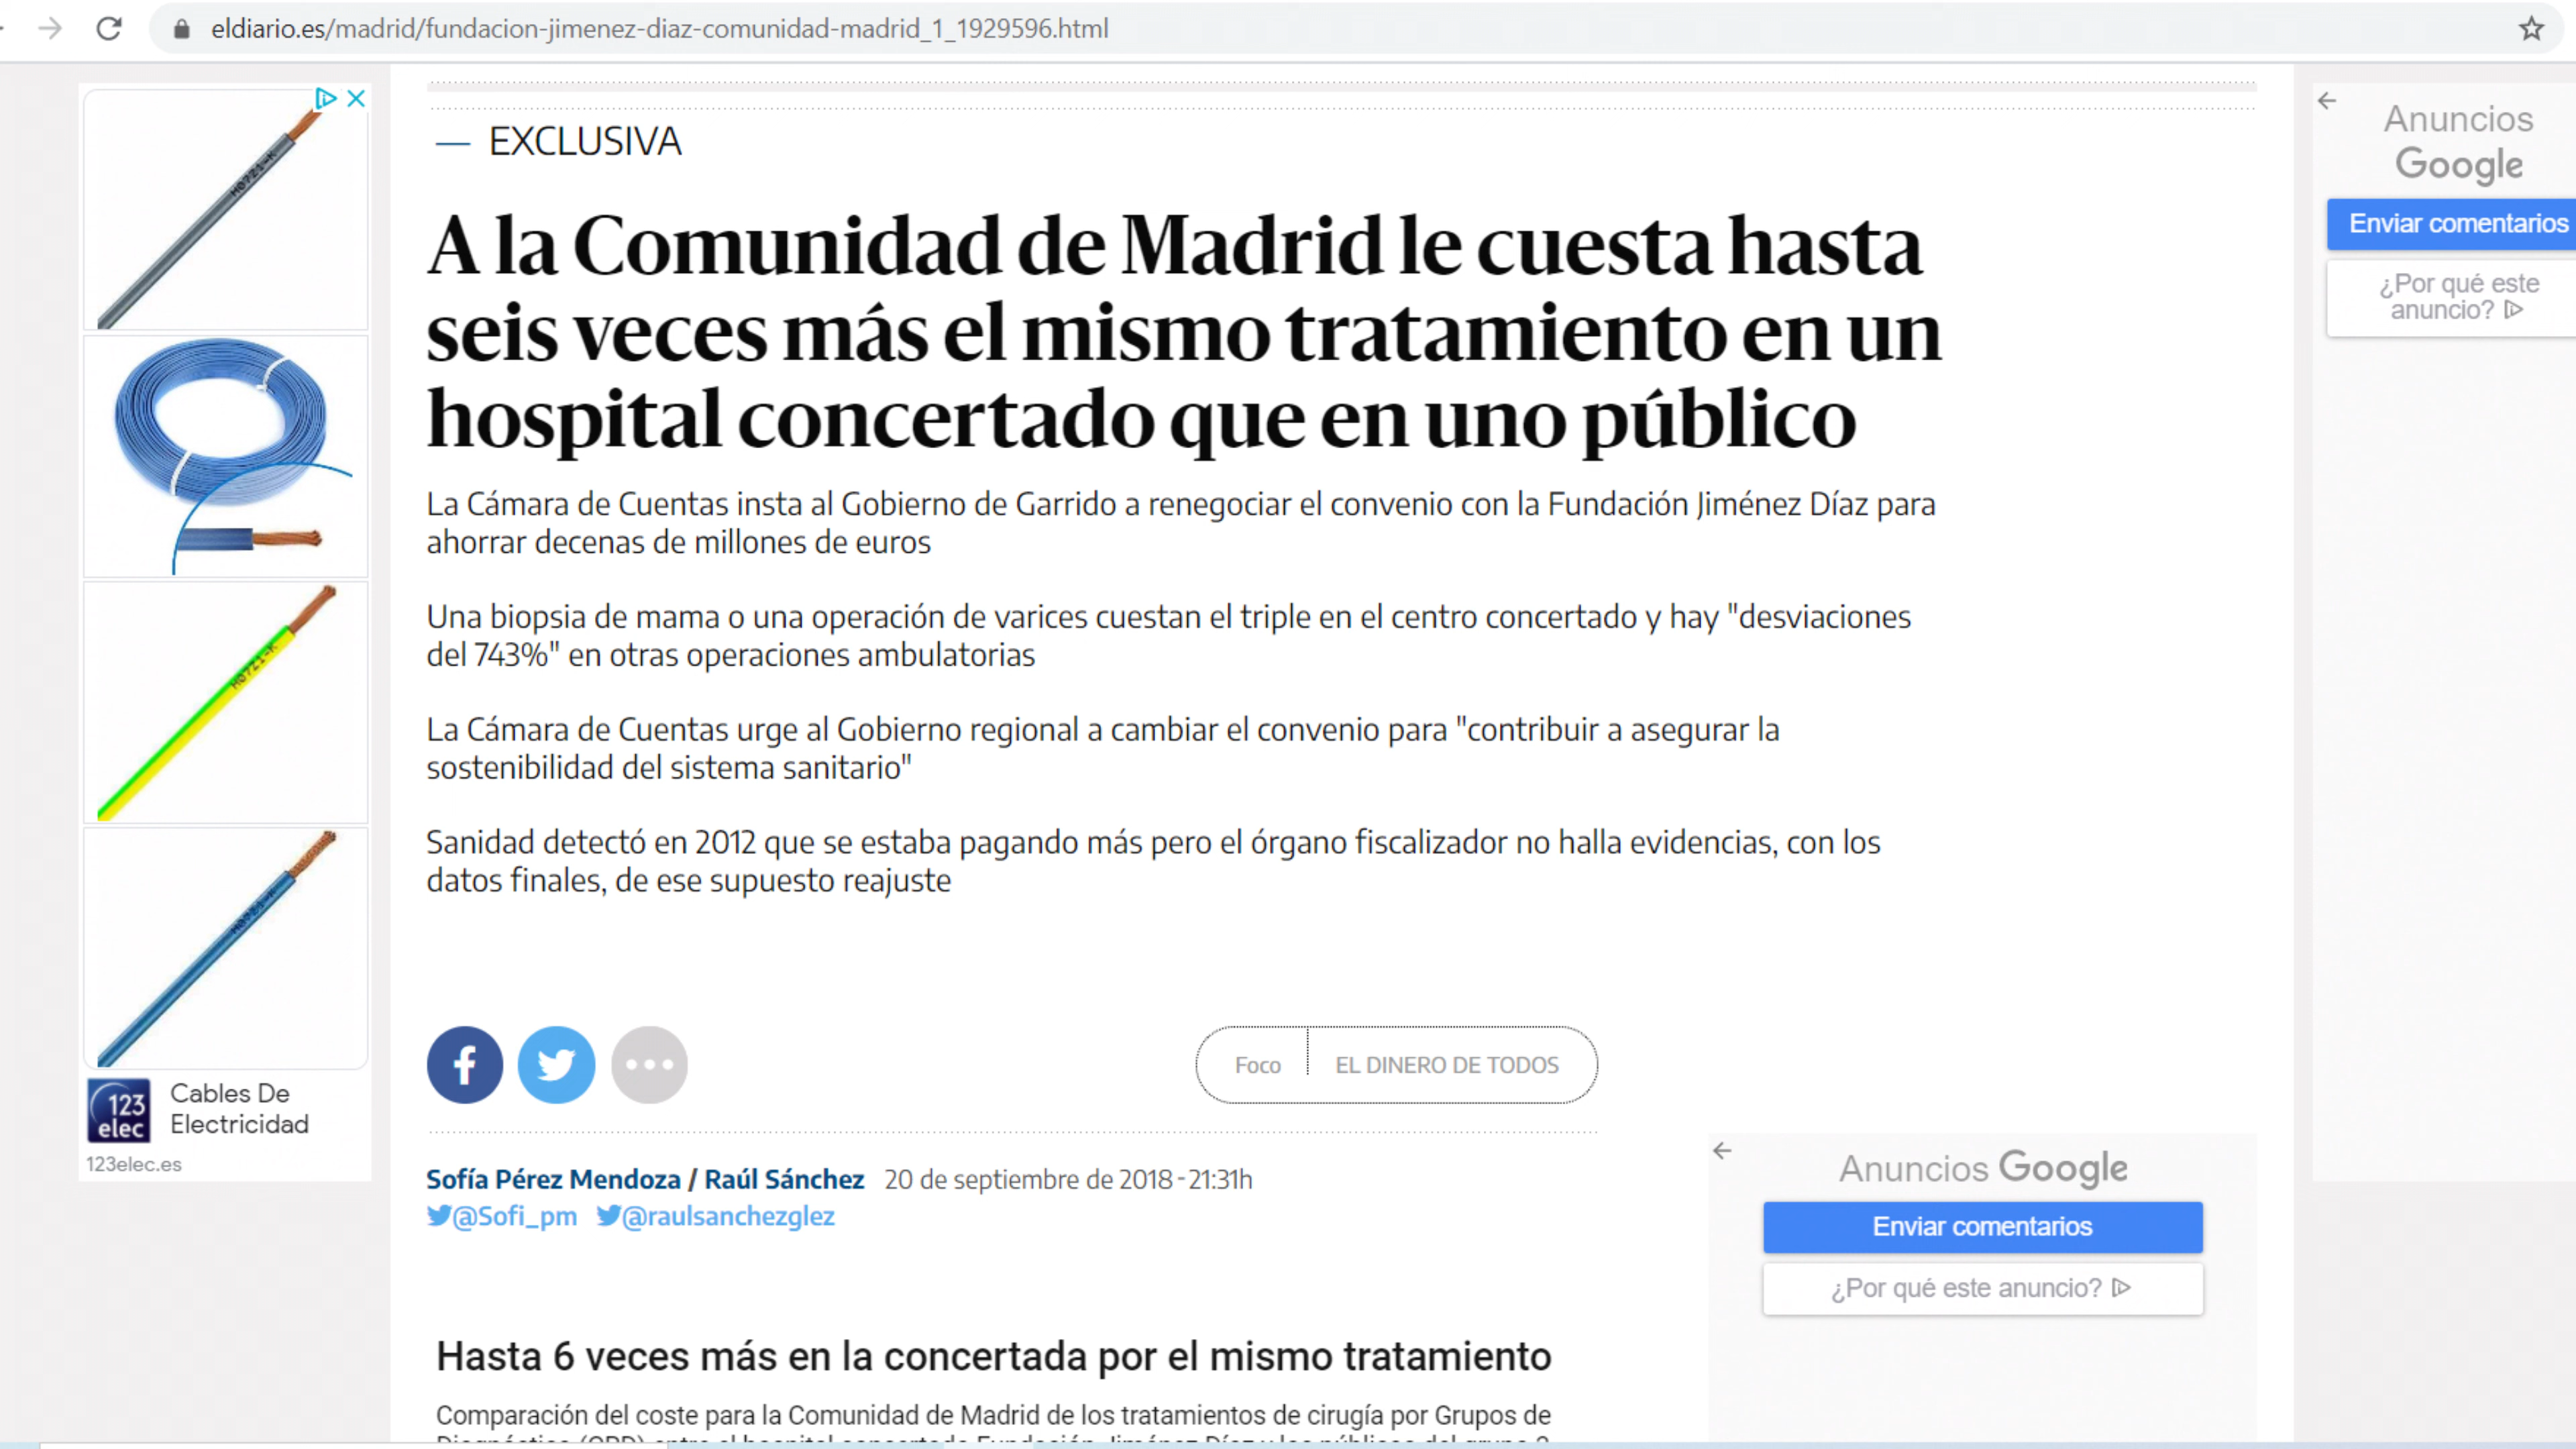 eldiario.es/madrid/fundacion-jimenez-diaz-comunidad-madrid_1_1929596.html
— EXCLUSIVA
A la Comunidad de Madrid le cuesta hasta
seis veces más el mismo tratamiento en un
hospital concertado que en uno público
La Cámara de Cuentas insta al Gobierno de Garrido a renegociar el convenio con la Fundación Jiménez Díaz para
ahorrar decenas de millones de euros
Una biopsia de mama o una operación de varices cuestan el triple en el centro concertado y hay "desviaciones
del 743%" en otras operaciones ambulatorias
La Cámara de Cuentas urge al Gobierno regional a cambiar el convenio para "contribuir a asegurar la
sostenibilidad del sistema sanitario"
Sanidad detectó en 2012 que se estaba pagando más pero el órgano fiscalizador no halla evidencias, con los
datos finales, de ese supuesto reajuste
Foco
EL DINERO DE TODOS
Sofía Pérez Mendoza / Raúl Sánchez 20 de septiembre de 2018 - 21:31h
@Sofi_pm @raulsanchezglez
Hasta 6 veces más en la concertada por el mismo tratamiento
Comparación del coste para la Comunidad de Madrid de los tratamientos de cirugía por Grupos de
H07Z1-K
H07Z1-K
H07Z1-K
123
elec
Cables De
Electricidad
123elec.es
Anuncios
Google
Enviar comentarios
¿Por qué este
anuncio?
Anuncios Google
Enviar comentarios
¿Por qué este anuncio?